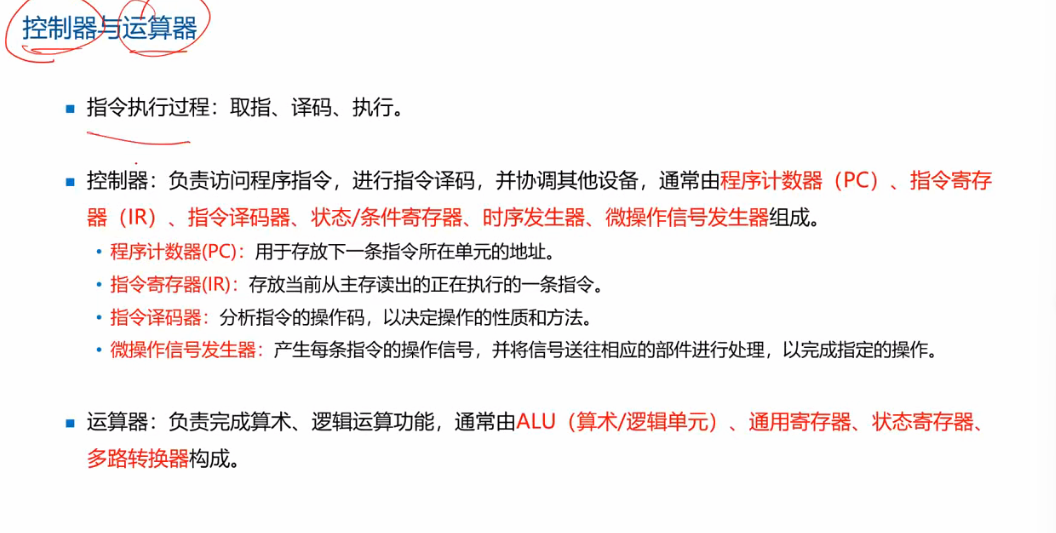 控制器与运算器
指令执行过程：取指、译码、执行。
控制器：负责访问程序指令，进行指令译码，并协调其他设备，通常由程序计数器（PC）、指令寄存
器（IR）、指令译码器、状态/条件寄存器、时序发生器、微操作信号发生器组成。
程序计数器(PC)：用于存放下一条指令所在单元的地址。
指令寄存器(IR)：存放当前从主存读出的正在执行的一条指令。
指令译码器：分析指令的操作码，以决定操作的性质和方法。
微操作信号发生器：产生每条指令的操作信号，并将信号送往相应的部件进行处理，以完成指定的操作。
运算器：负责完成算术、逻辑运算功能，通常由ALU（算术/逻辑单元）、通用寄存器、状态寄存器、
多路转换器构成。